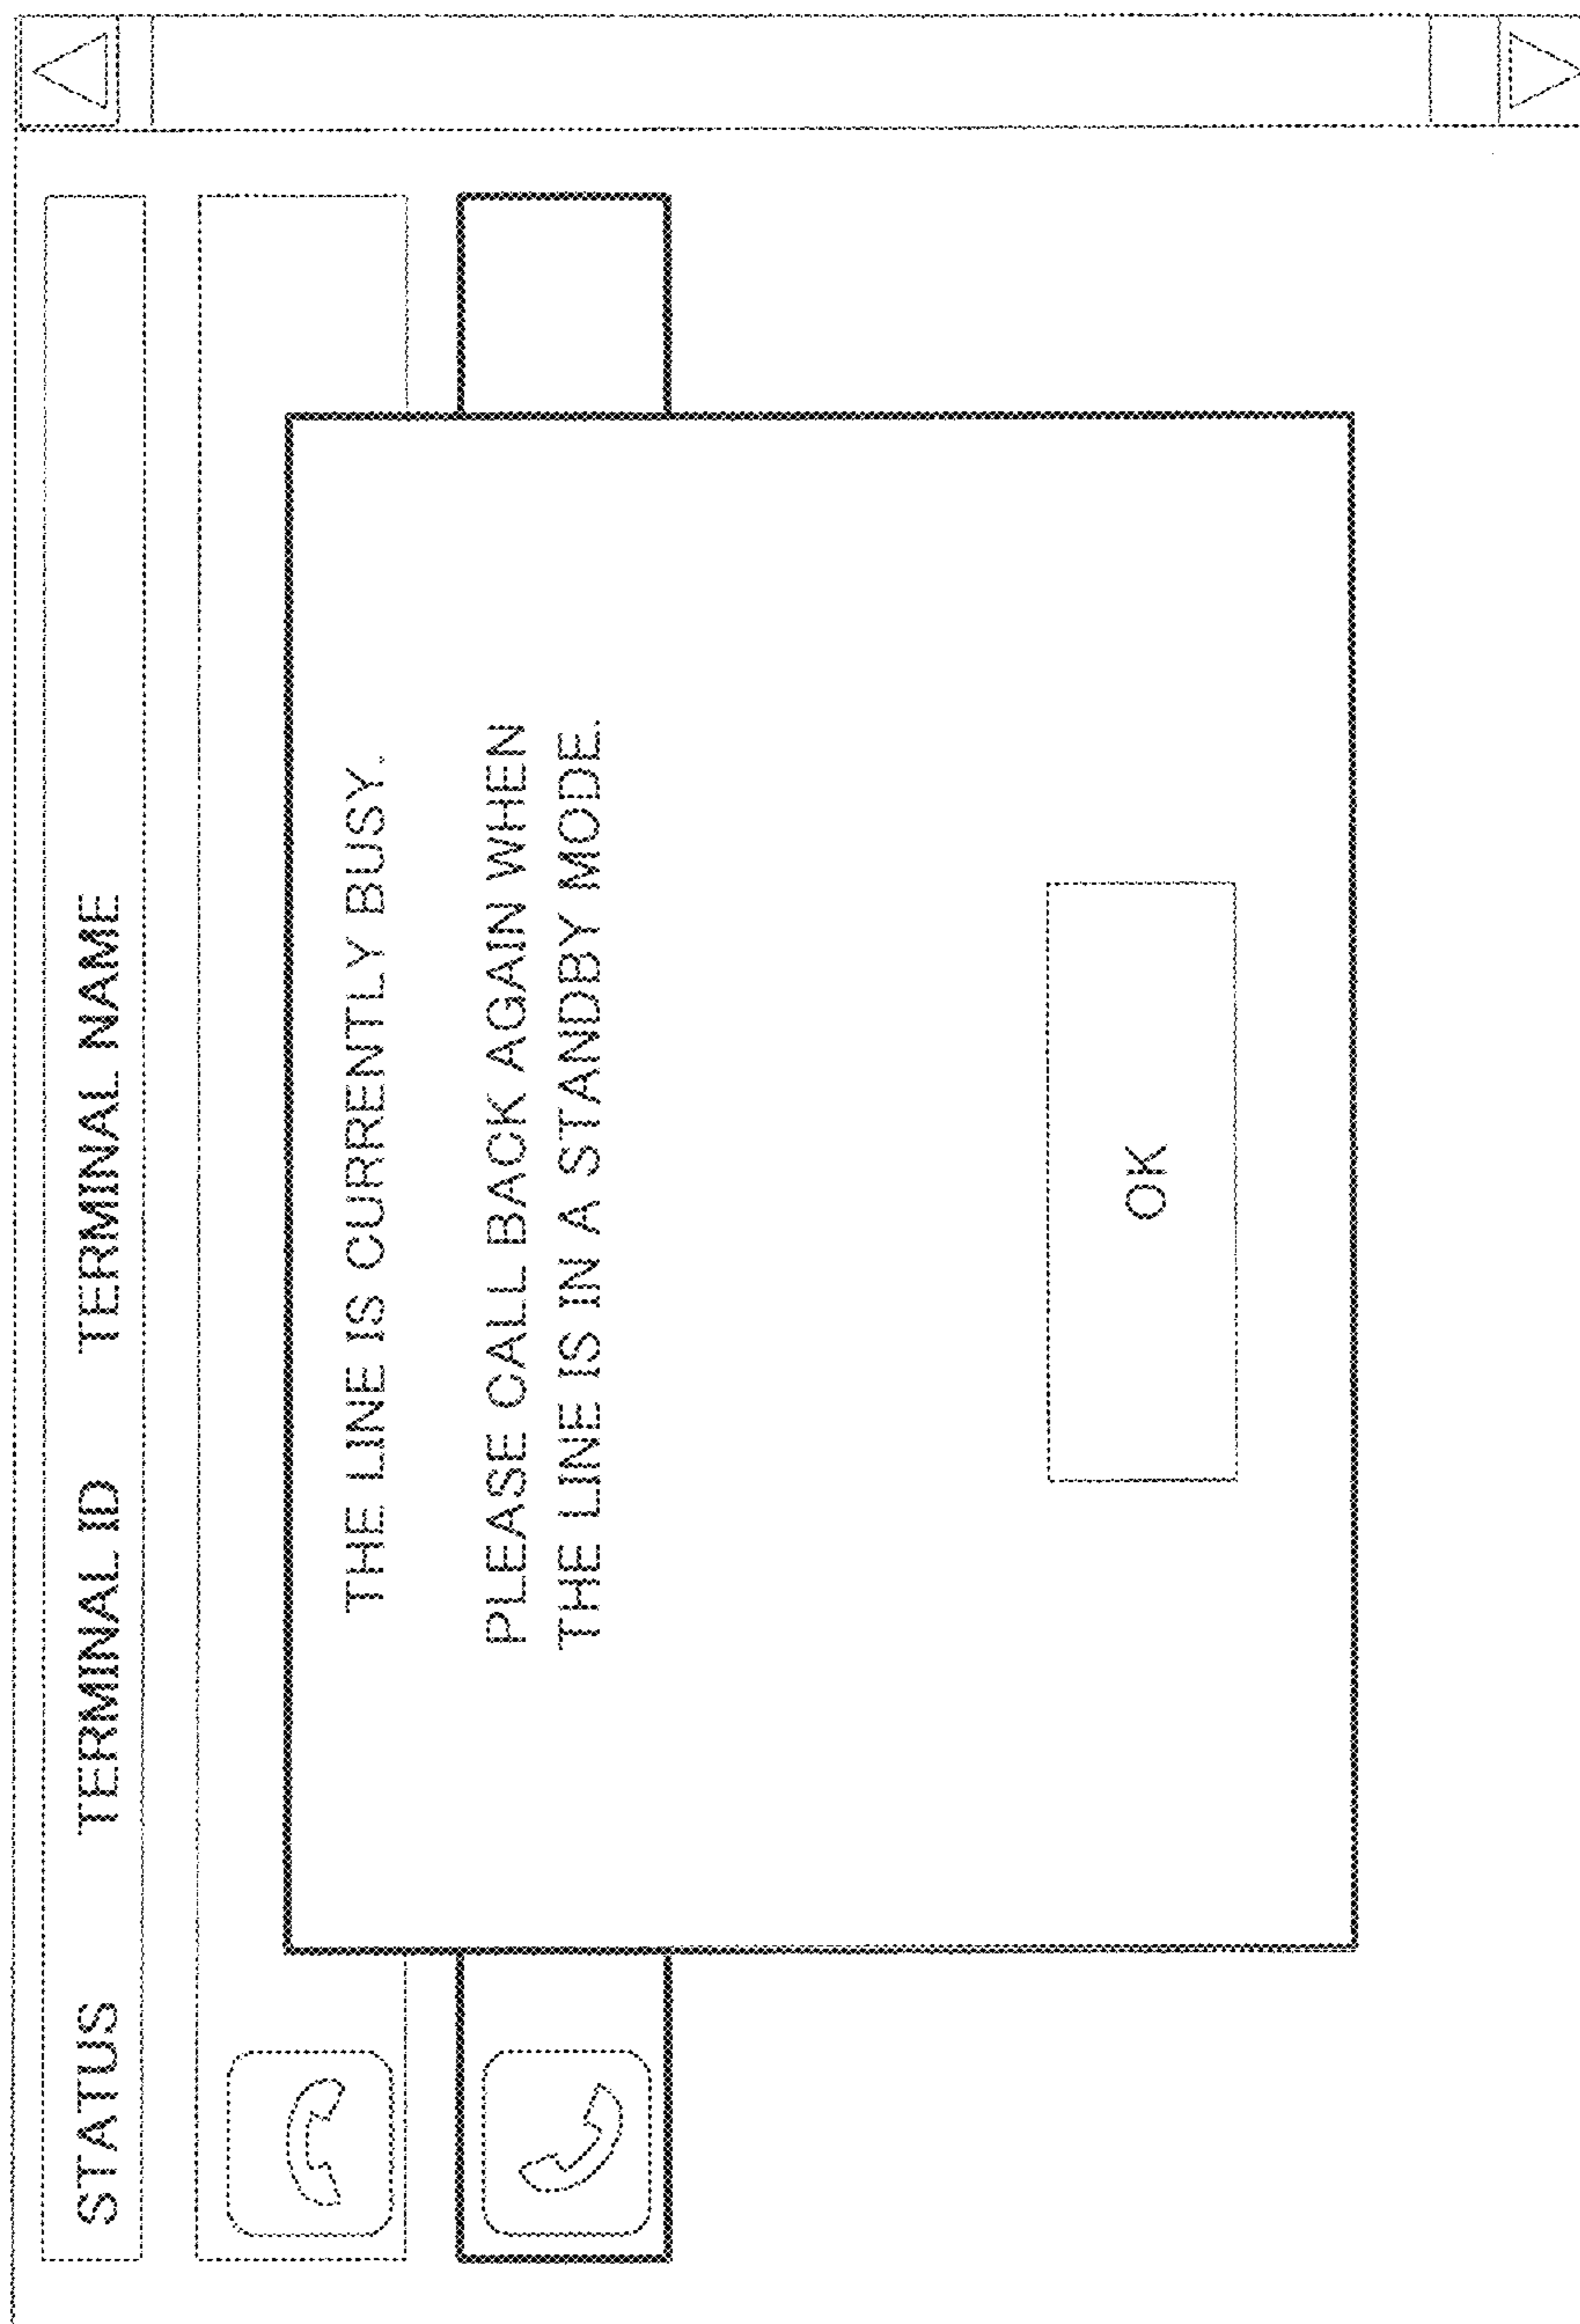 STATUS TERMINAL ID TERMINAL NAME
THE LINE IS CURRENTLY BUSY.
PLEASE CALL BACK AGAIN WHEN
THE LINE IS IN A STANDBY MODE.
OK